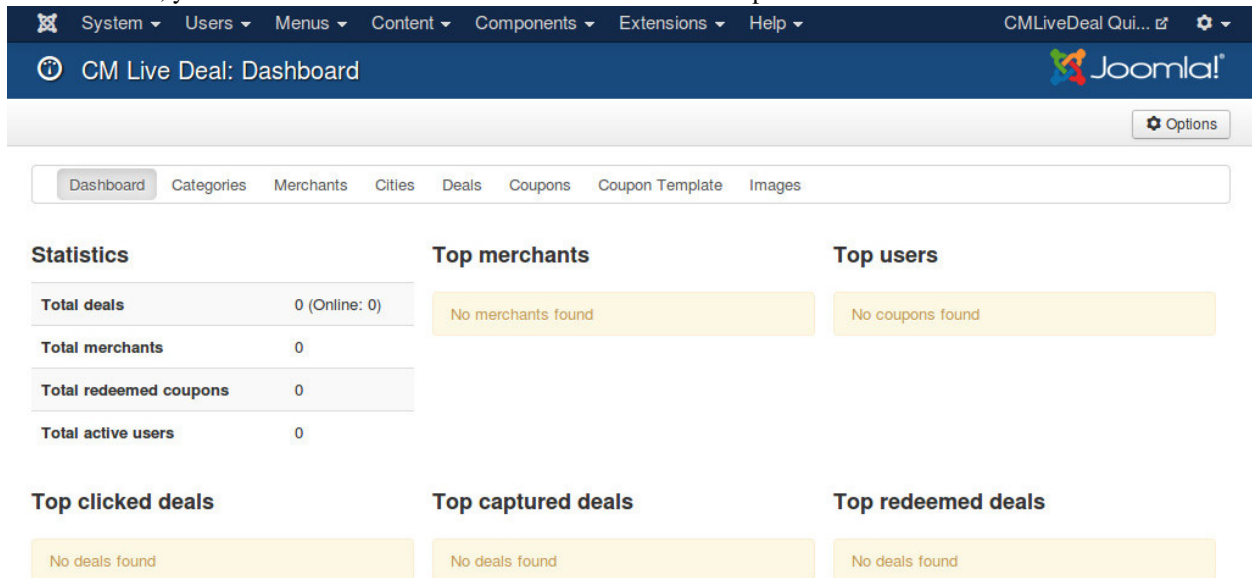 System Users Menus Content Components Extensions Help CMLiveDeal Qui...
CM Live Deal: Dashboard Joomla!
Options
Dashboard Categories Merchants Cities Deals Coupons Coupon Template Images
Statistics
Total deals 0 (Online: 0)
Total merchants 0
Total redeemed coupons 0
Total active users 0
Top merchants
No merchants found
Top users
No coupons found
Top clicked deals
No deals found
Top captured deals
No deals found
Top redeemed deals
No deals found